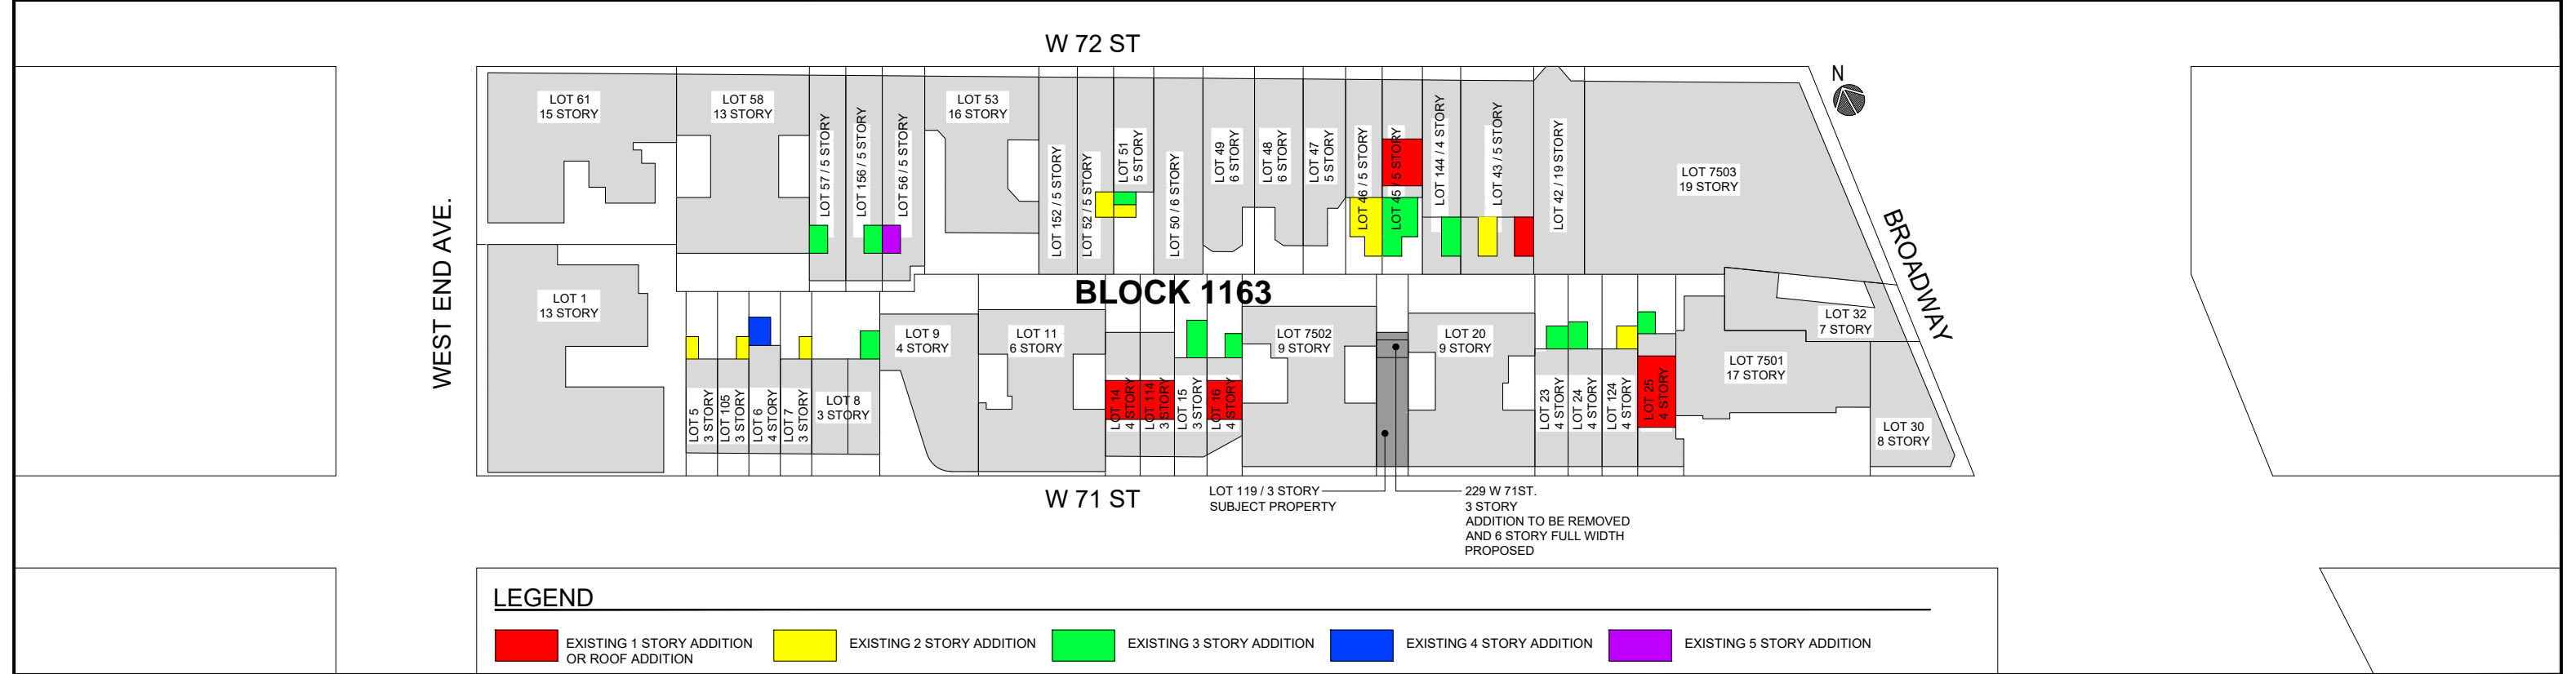 W 72 ST
N
LOT 61
15 STORY
LOT 58
13 STORY
LOT 57 / 5 STORY
LOT 156 / 5 STORY
LOT 56 / 5 STORY
LOT 53
16 STORY
LOT 152 / 5 STORY
LOT 52 / 5 STORY
LOT 51
5 STORY
LOT 50 / 6 STORY
LOT 49
6 STORY
LOT 48
6 STORY
LOT 47
5 STORY
LOT 46 / 5 STORY
LOT 45 / 5 STORY
LOT 144 / 4 STORY
LOT 43 / 5 STORY
LOT 42 / 19 STORY
LOT 7503
19 STORY
WEST END AVE.
BROADWAY
BLOCK 1163
LOT 1
13 STORY
LOT 5
3 STORY
LOT 105
3 STORY
LOT 6
4 STORY
LOT 7
3 STORY
LOT 8
3 STORY
LOT 9
4 STORY
LOT 11
6 STORY
LOT 14
4 STORY
LOT 114
3 STORY
LOT 15
3 STORY
LOT 16
4 STORY
LOT 7502
9 STORY
LOT 20
9 STORY
LOT 23
4 STORY
LOT 24
4 STORY
LOT 124
4 STORY
LOT 25
4 STORY
LOT 7501
17 STORY
LOT 32
7 STORY
LOT 30
8 STORY
W 71 ST
LOT 119 / 3 STORY
SUBJECT PROPERTY
229 W 71ST.
3 STORY
ADDITION TO BE REMOVED
AND 6 STORY FULL WIDTH
PROPOSED
LEGEND
EXISTING 1 STORY ADDITION
OR ROOF ADDITION
EXISTING 2 STORY ADDITION
EXISTING 3 STORY ADDITION
EXISTING 4 STORY ADDITION
EXISTING 5 STORY ADDITION